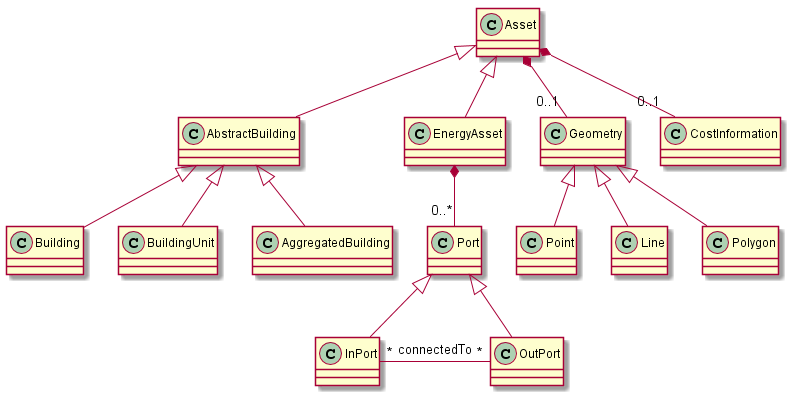 C Asset
0..1 0..1
C AbstractBuilding
C EnergyAsset
C Geometry
C CostInformation
0..*
C Building
C BuildingUnit
C AggregatedBuilding
C Port
C Point
C Line
C Polygon
C InPort
* connectedTo *
C OutPort